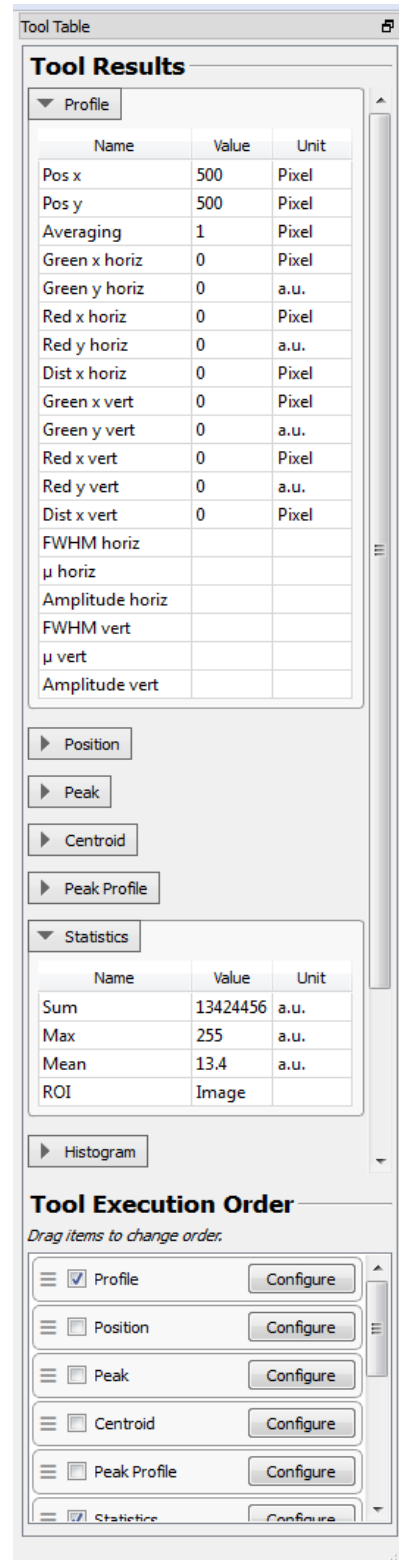 Tool Table
Tool Results
Profile
Name Value Unit
Pos x 500 Pixel
Pos y 500 Pixel
Averaging 1 Pixel
Green x horiz 0 Pixel
Green y horiz 0 a.u.
Red x horiz 0 Pixel
Red y horiz 0 a.u.
Dist x horiz 0 Pixel
Green x vert 0 Pixel
Green y vert 0 a.u.
Red x vert 0 Pixel
Red y vert 0 a.u.
Dist x vert 0 Pixel
FWHM horiz
μ horiz
Amplitude horiz
FWHM vert
μ vert
Amplitude vert
Position
Peak
Centroid
Peak Profile
Statistics
Name Value Unit
Sum 13424456 a.u.
Max 255 a.u.
Mean 13.4 a.u.
ROI Image
Histogram
Tool Execution Order
Drag items to change order.
Profile Configure
Position Configure
Peak Configure
Centroid Configure
Peak Profile Configure
Statistics Configure